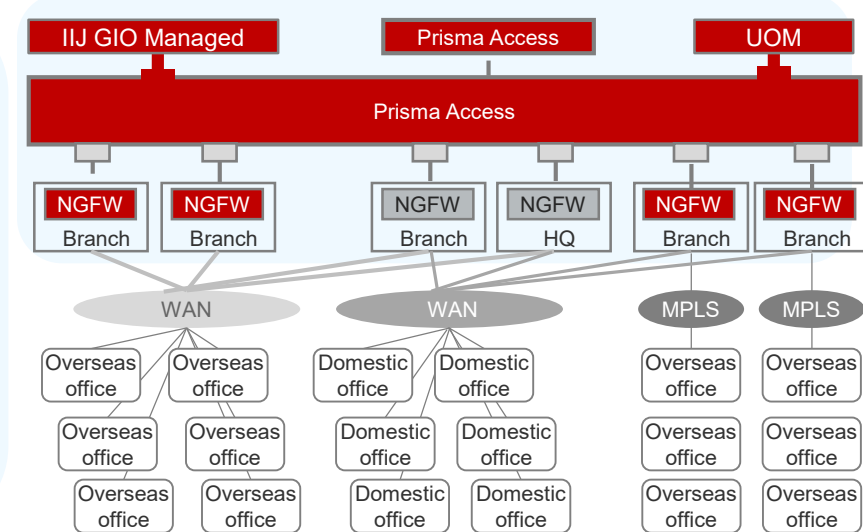 IIJ GIO Managed
Prisma Access
UOM
Prisma Access
NGFW
NGFW
NGFW
NGFW
NGFW
NGFW
Branch
Branch
Branch
HQ
Branch
Branch
WAN
WAN
MPLS
MPLS
Overseas
office
Overseas
office
Domestic
office
Domestic
office
Overseas
office
Overseas
office
Overseas
office
Overseas
office
Domestic
office
Domestic
office
Overseas
office
Overseas
office
Overseas
office
Overseas
office
Domestic
office
Domestic
office
Overseas
office
Overseas
office